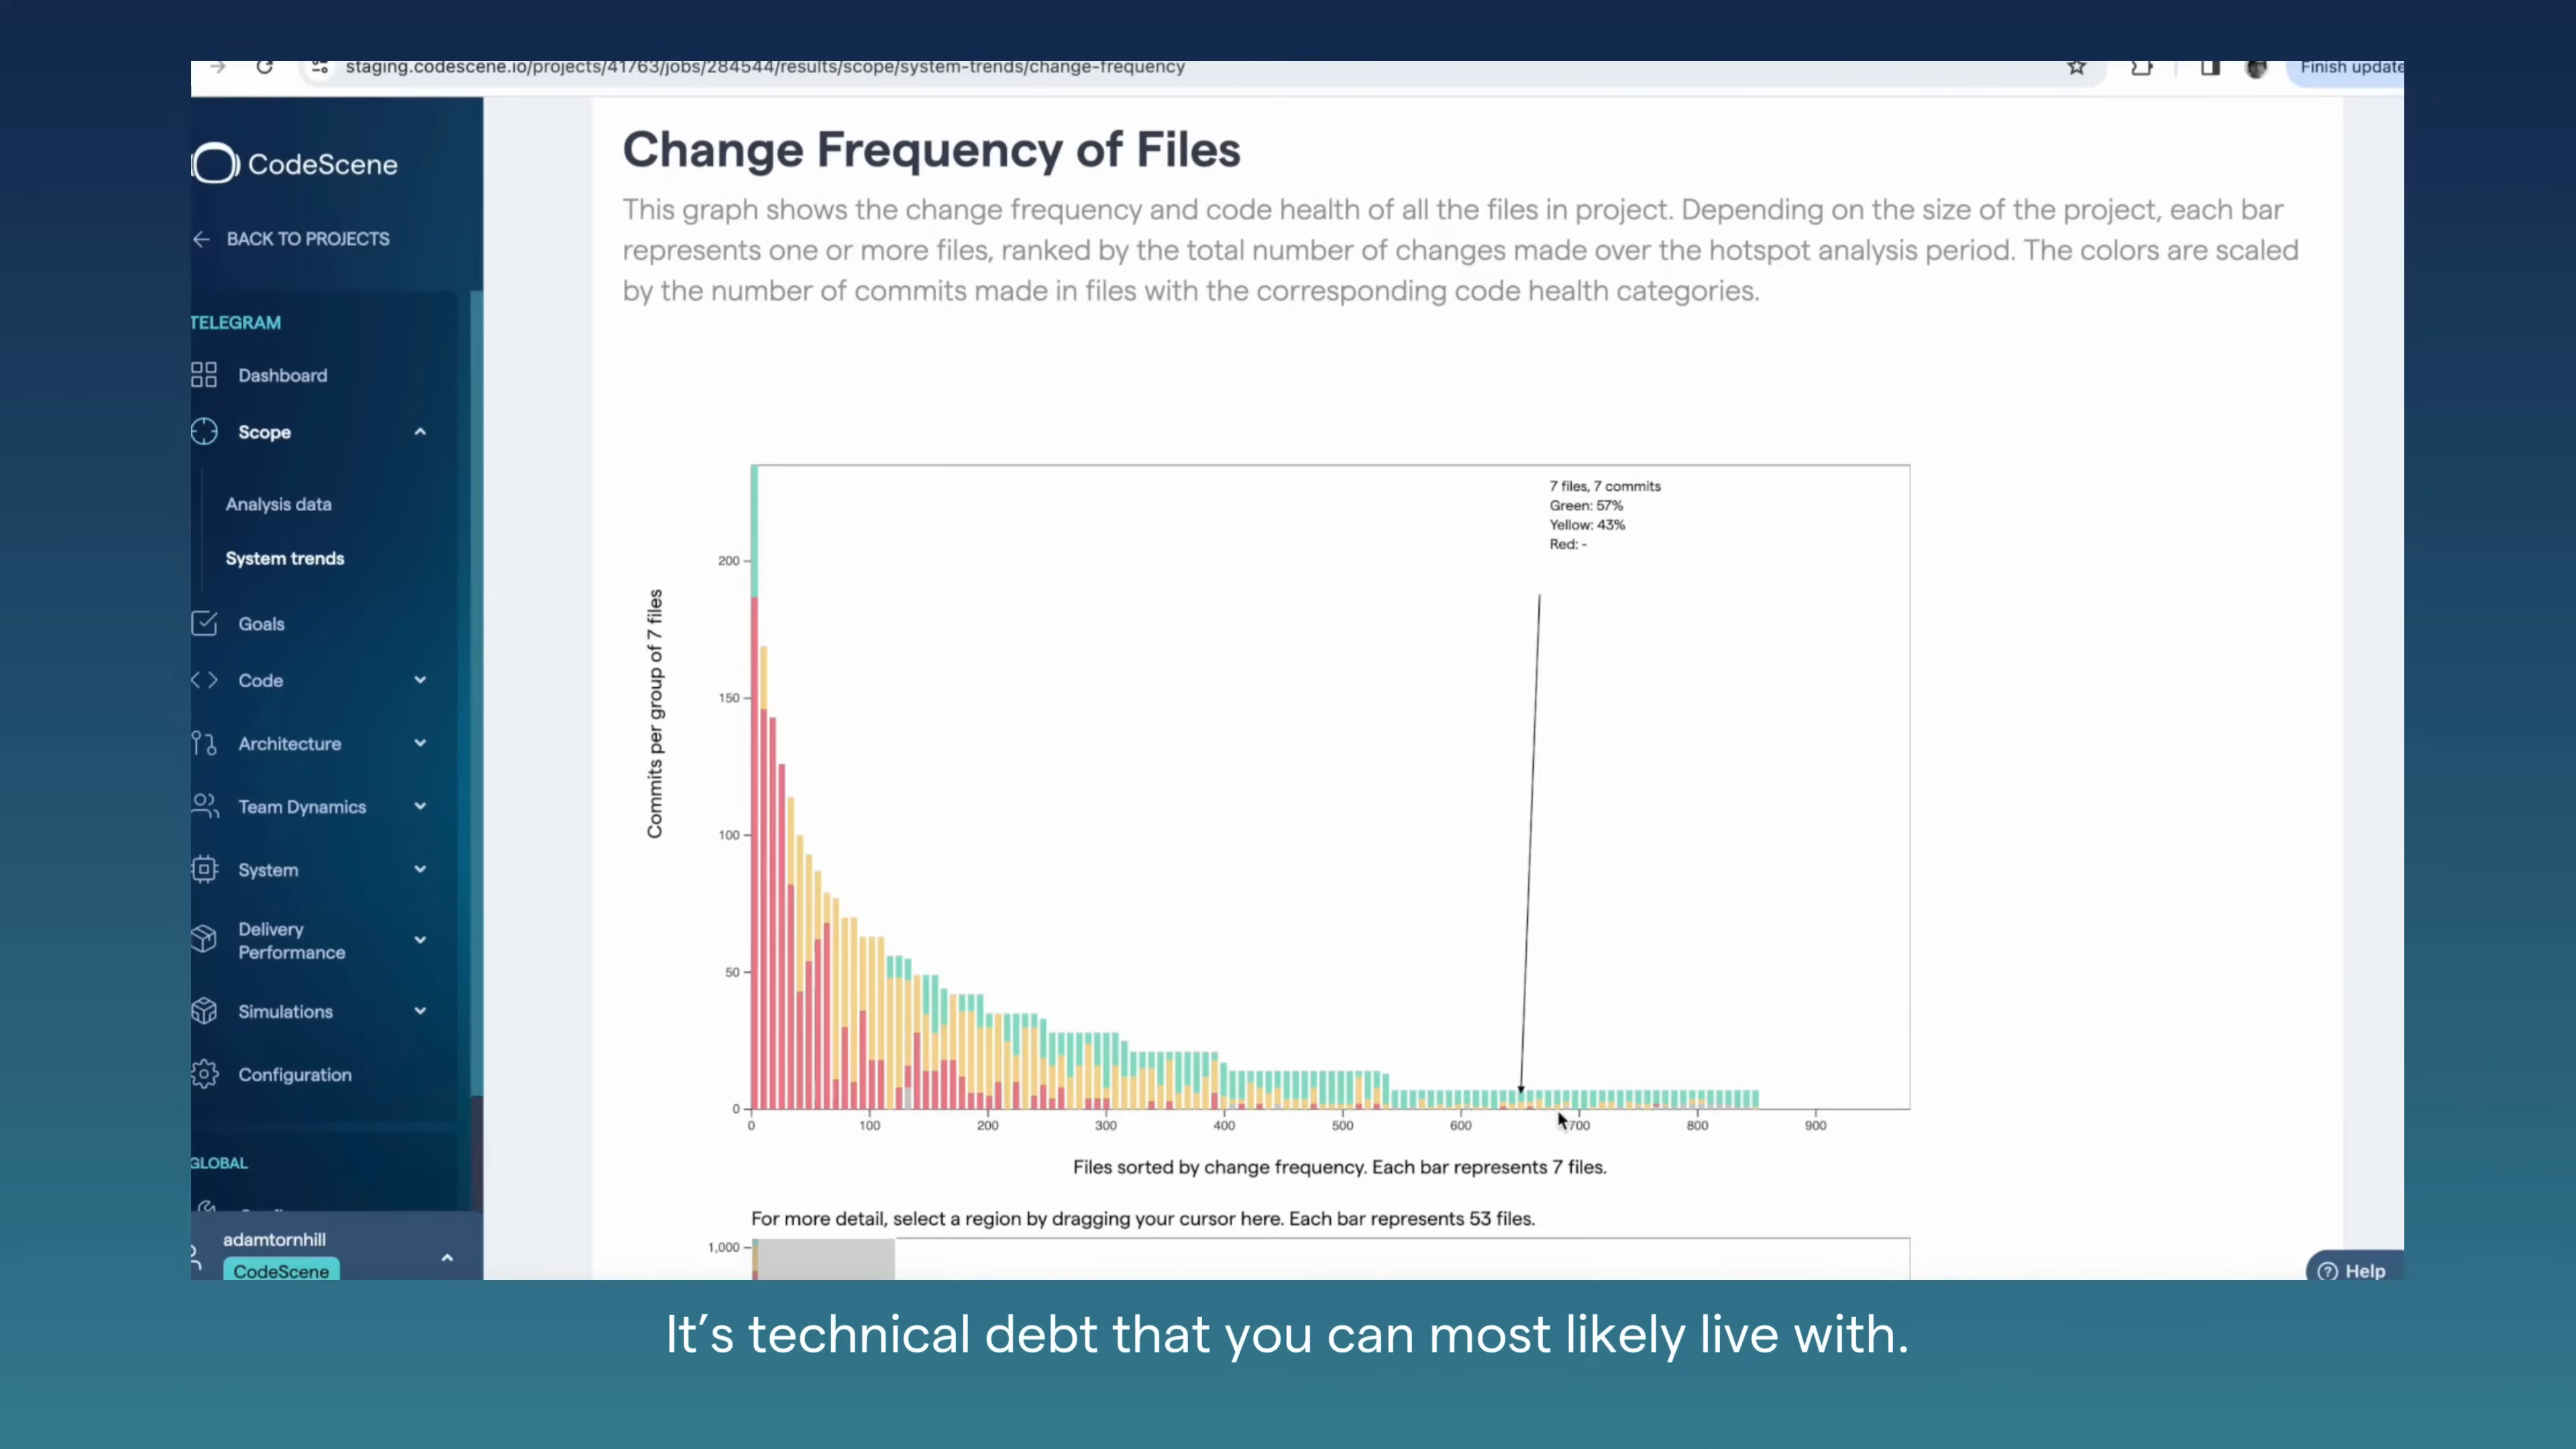 staging.codescene.io/projects/41763/jobs/284544/results/scope/system-trends/change-frequency
Finish update
CodeScene
BACK TO PROJECTS
TELEGRAM
Dashboard
Scope
Analysis data
System trends
Goals
Code
Architecture
Team Dynamics
System
Delivery
Performance
Simulations
Configuration
GLOBAL
adamtornhill
CodeScene
Change Frequency of Files
This graph shows the change frequency and code health of all the files in project. Depending on the size of the project, each bar
represents one or more files, ranked by the total number of changes made over the hotspot analysis period. The colors are scaled
by the number of commits made in files with the corresponding code health categories.
7 files, 7 commits
Green: 57%
Yellow: 43%
Red: -
Commits per group of 7 files
200
150
100
50
0
0 100 200 300 400 500 600 700 800 900
Files sorted by change frequency. Each bar represents 7 files.
For more detail, select a region by dragging your cursor here. Each bar represents 53 files.
1,000
Help
It's technical debt that you can most likely live with.